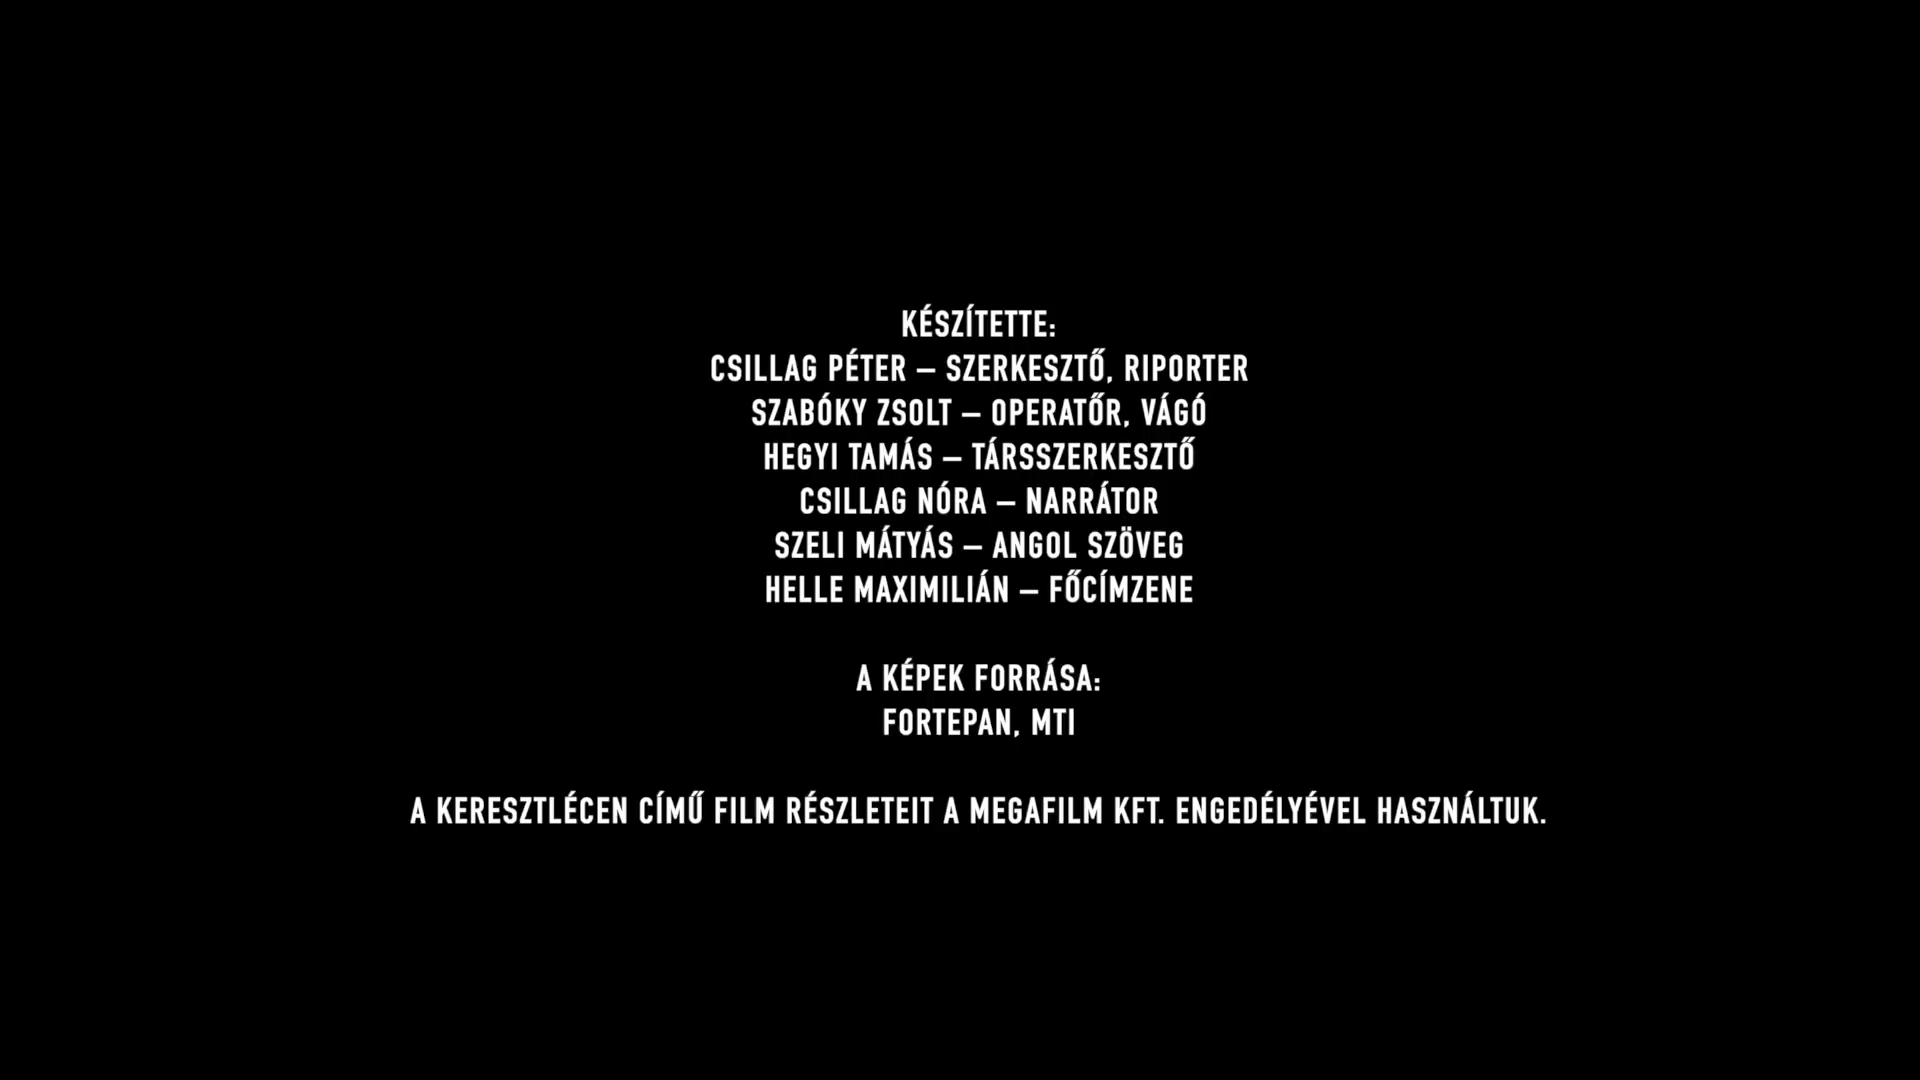 KÉSZÍTETTE:
CSILLAG PÉTER – SZERKESZTŐ, RIPORTER
SZABÓKY ZSOLT – OPERATŐR, VÁGÓ
HEGYI TAMÁS – TÁRSSZERKESZTŐ
CSILLAG NÓRA – NARRÁTOR
SZELI MÁTYÁS – ANGOL SZÖVEG
HELLE MAXIMILIÁN – FŐCÍMZENE
A KÉPEK FORRÁSA:
FORTEPAN, MTI
A KERESZTLÉCEN CÍMŰ FILM RÉSZLETEIT A MEGAFILM KFT. ENGEDÉLYÉVEL HASZNÁLTUK.